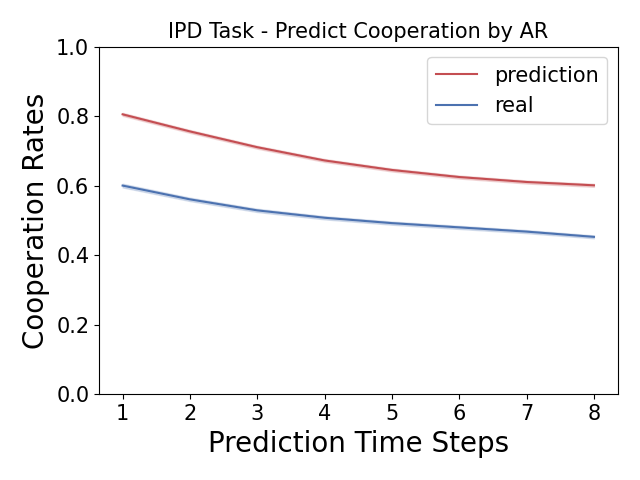 IPD Task - Predict Cooperation by AR
prediction
real
Cooperation Rates
1.0
0.8
0.6
0.4
0.2
0.0
1 2 3 4 5 6 7 8
Prediction Time Steps